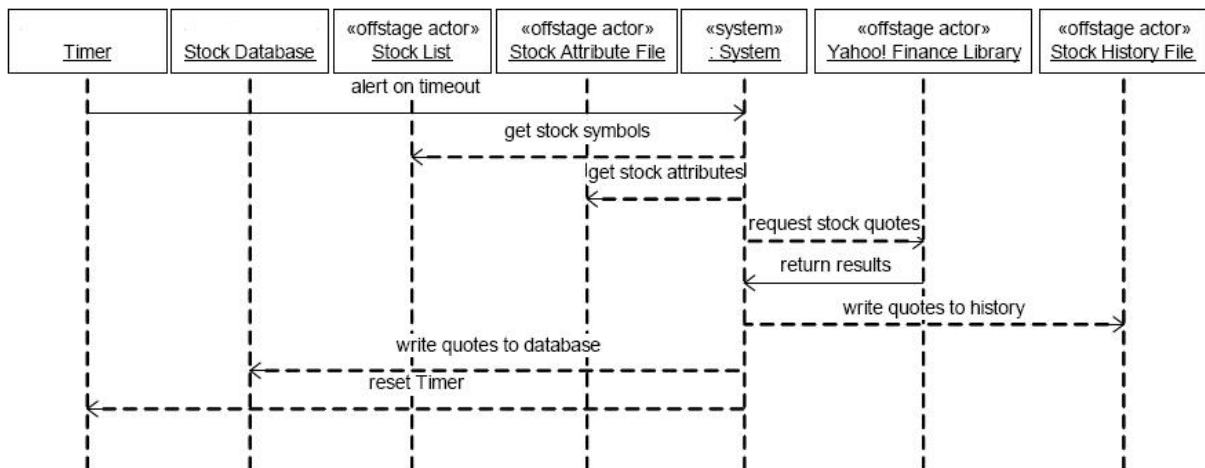 «offstage actor» «offstage actor» «system» «offstage actor» «offstage actor»
Timer Stock Database Stock List Stock Attribute File : System Yahoo! Finance Library Stock History File
alert on timeout
get stock symbols
get stock attributes
request stock quotes
return results
write quotes to history
write quotes to database
reset Timer